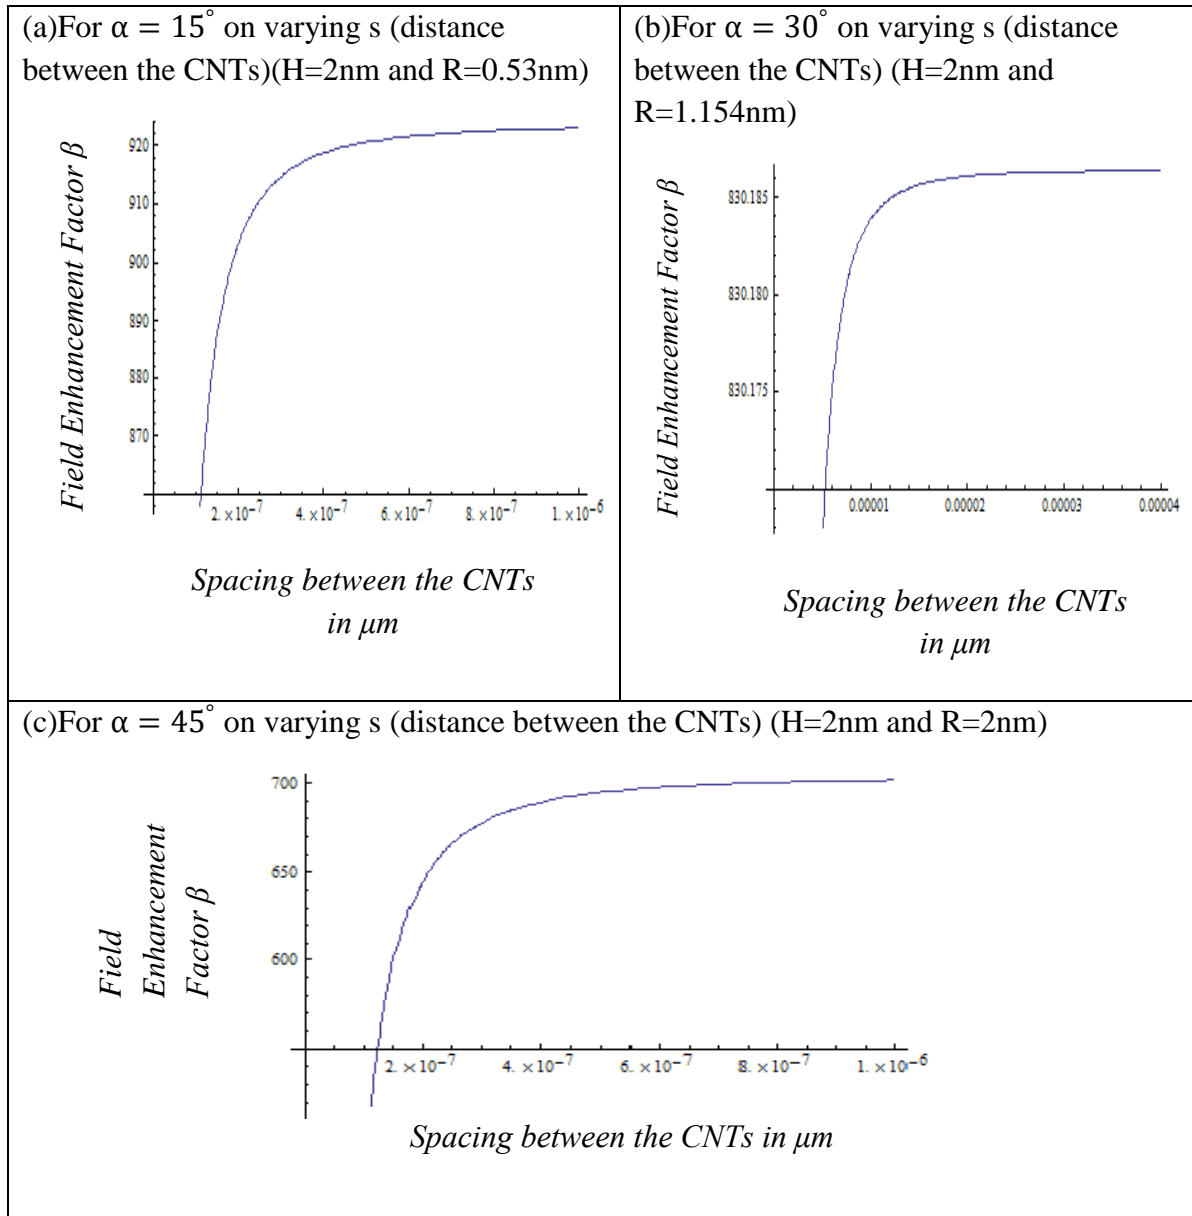 (a)For α = 15° on varying s (distance
between the CNTs)(H=2nm and R=0.53nm)
Field Enhancement Factor β
920
910
900
890
880
870
2. × 10⁻⁷
4. × 10⁻⁷
6. × 10⁻⁷
8. × 10⁻⁷
1. × 10⁻⁶
Spacing between the CNTs
in μm
(b)For α = 30° on varying s (distance
between the CNTs) (H=2nm and
R=1.154nm)
Field Enhancement Factor β
830.185
830.180
830.175
0.00001
0.00002
0.00003
0.00004
Spacing between the CNTs
in μm
(c)For α = 45° on varying s (distance between the CNTs) (H=2nm and R=2nm)
Field
Enhancement
Factor β
700
650
600
2. × 10⁻⁷
4. × 10⁻⁷
6. × 10⁻⁷
8. × 10⁻⁷
1. × 10⁻⁶
Spacing between the CNTs in μm